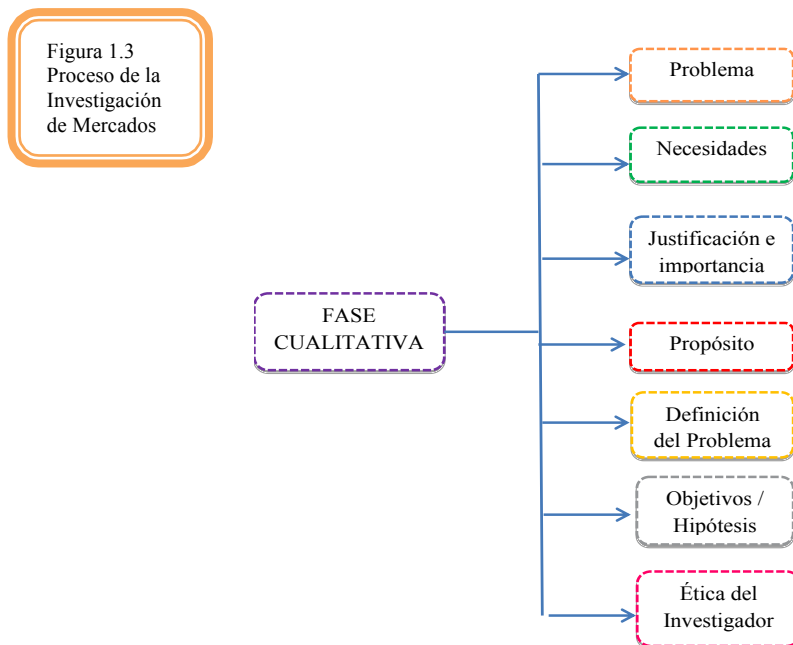 Figura 1.3
Proceso de la
Investigación
de Mercados
Problema
Necesidades
Justificación e
importancia
FASE
CUALITATIVA
Propósito
Definición
del Problema
Objetivos /
Hipótesis
Ética del
Investigador